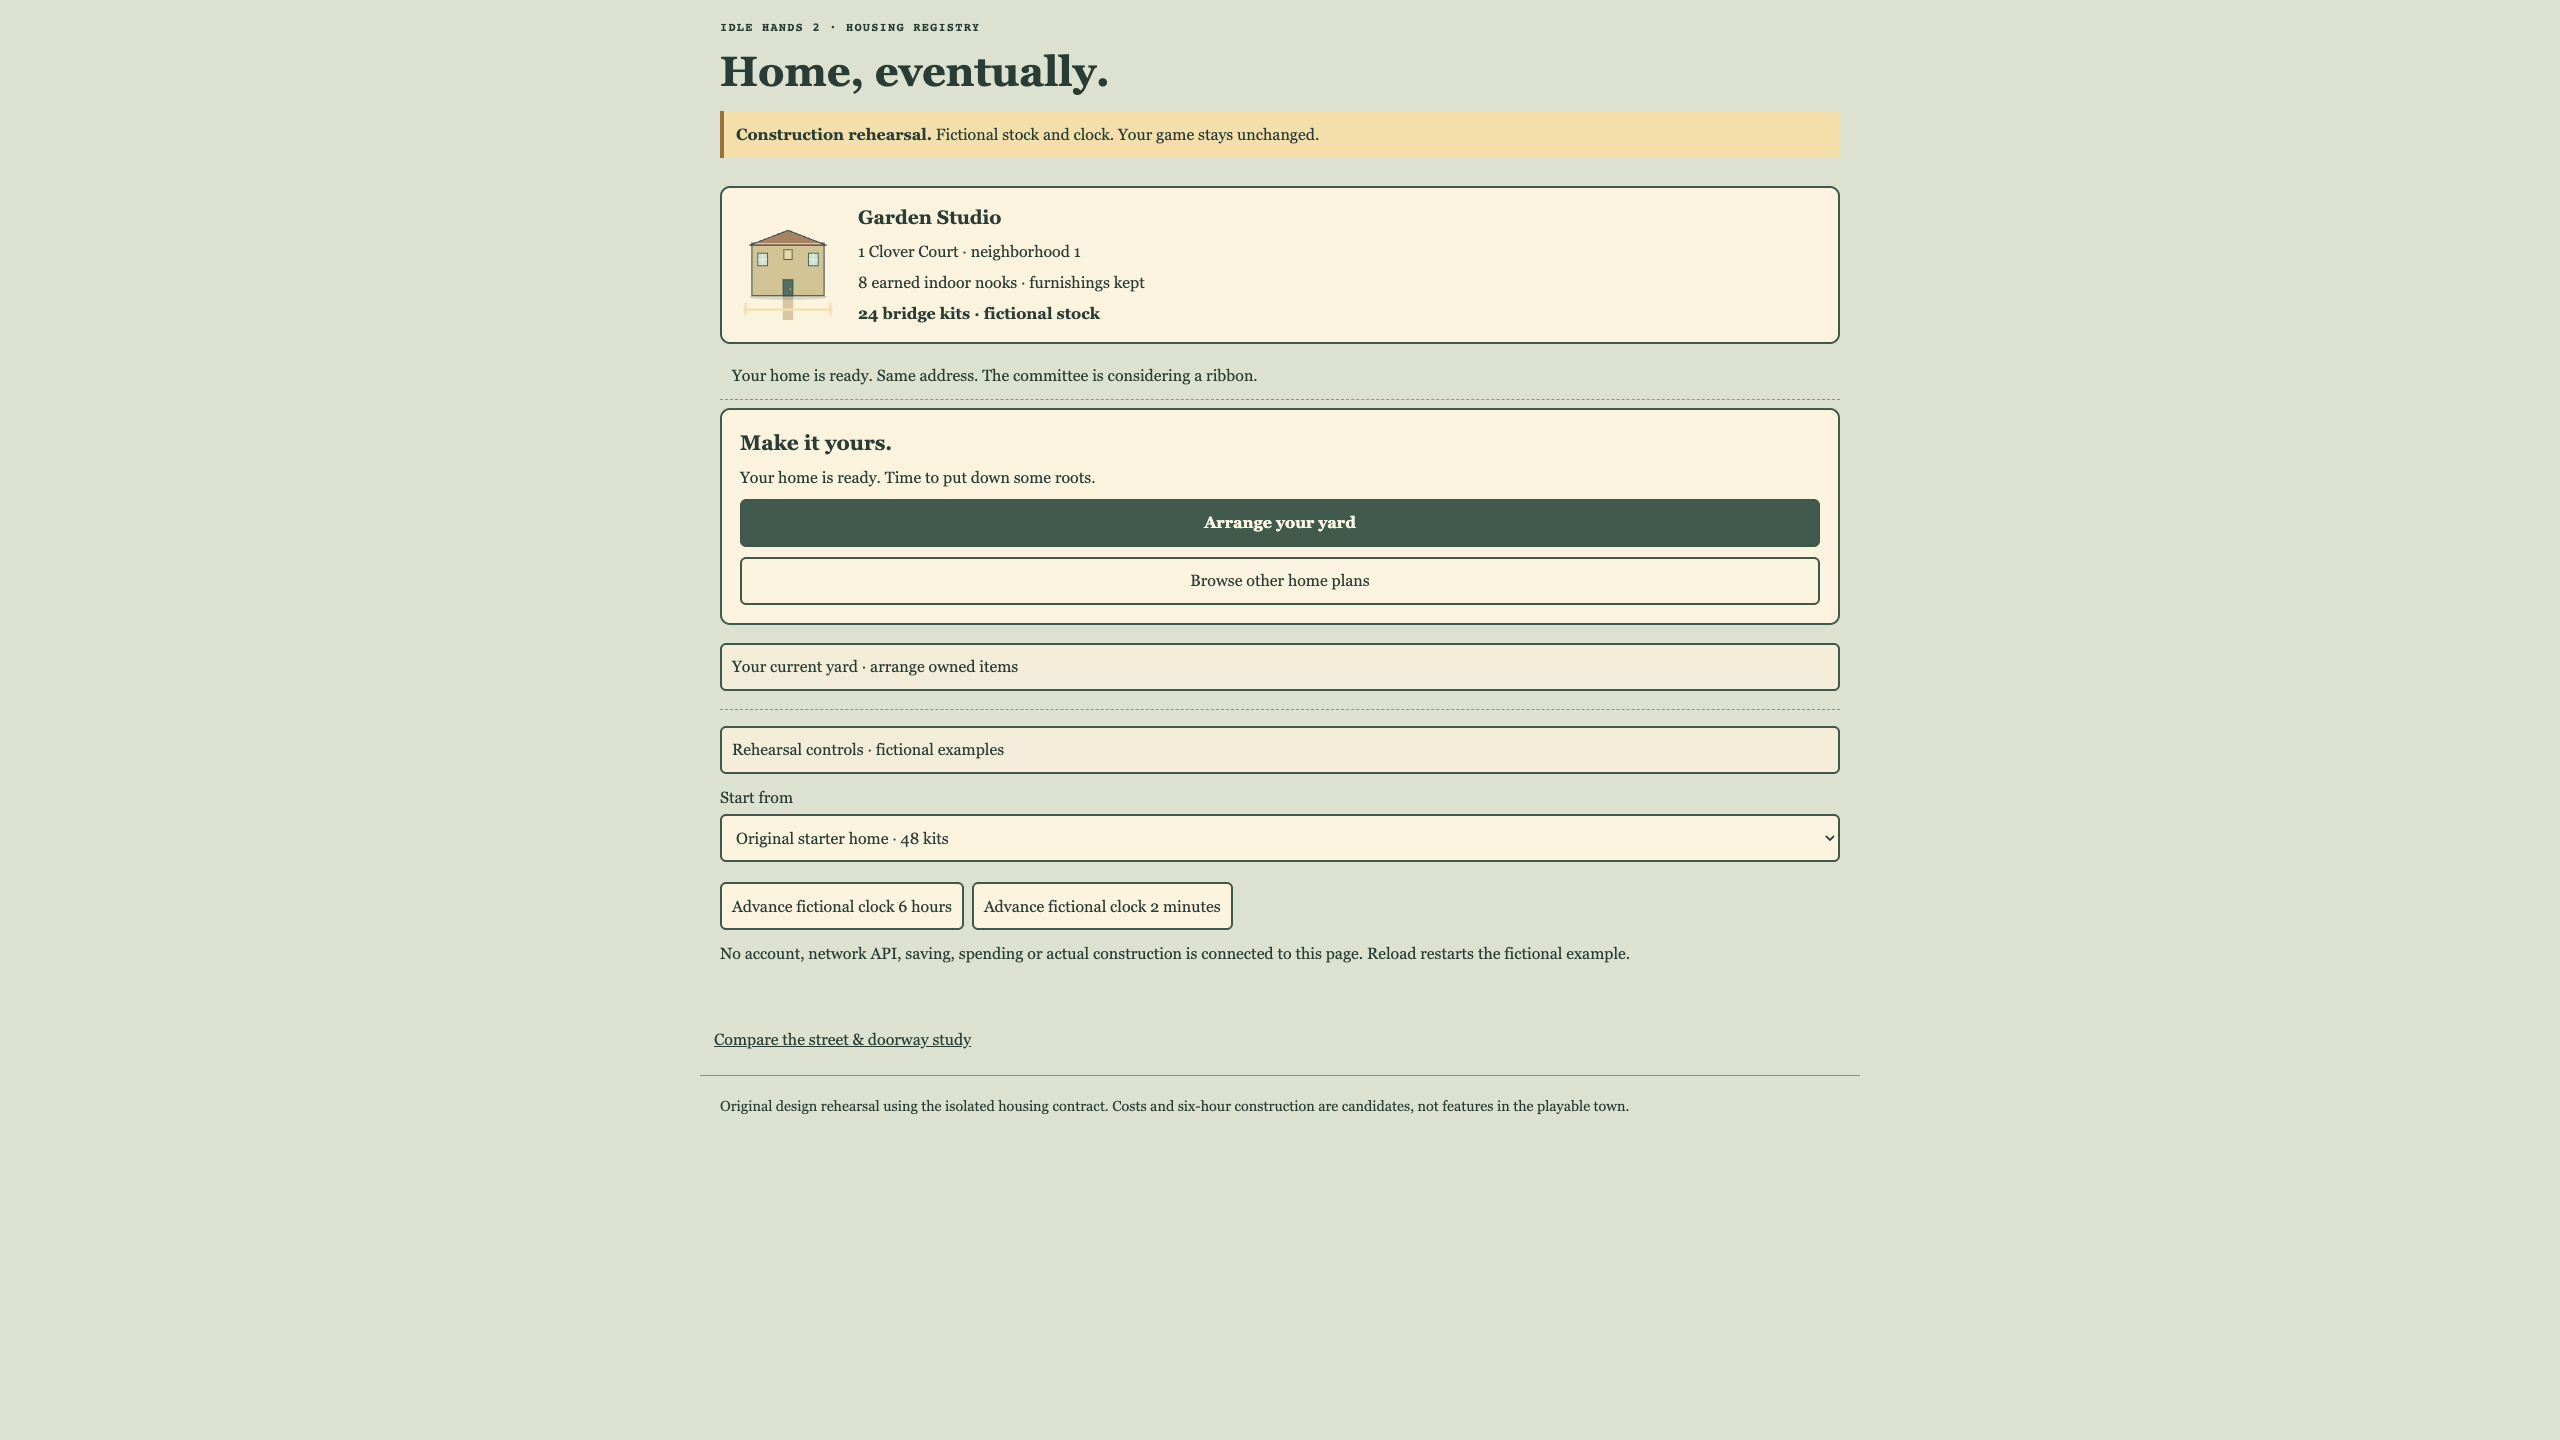 IDLE HANDS 2 · HOUSING REGISTRY
Home, eventually.
Construction rehearsal. Fictional stock and clock. Your game stays unchanged.
Garden Studio
1 Clover Court · neighborhood 1
8 earned indoor nooks · furnishings kept
24 bridge kits · fictional stock
Your home is ready. Same address. The committee is considering a ribbon.
Make it yours.
Your home is ready. Time to put down some roots.
Arrange your yard
Browse other home plans
Your current yard · arrange owned items
Rehearsal controls · fictional examples
Start from
Original starter home · 48 kits
Advance fictional clock 6 hours
Advance fictional clock 2 minutes
No account, network API, saving, spending or actual construction is connected to this page. Reload restarts the fictional example.
Compare the street & doorway study
Original design rehearsal using the isolated housing contract. Costs and six-hour construction are candidates, not features in the playable town.